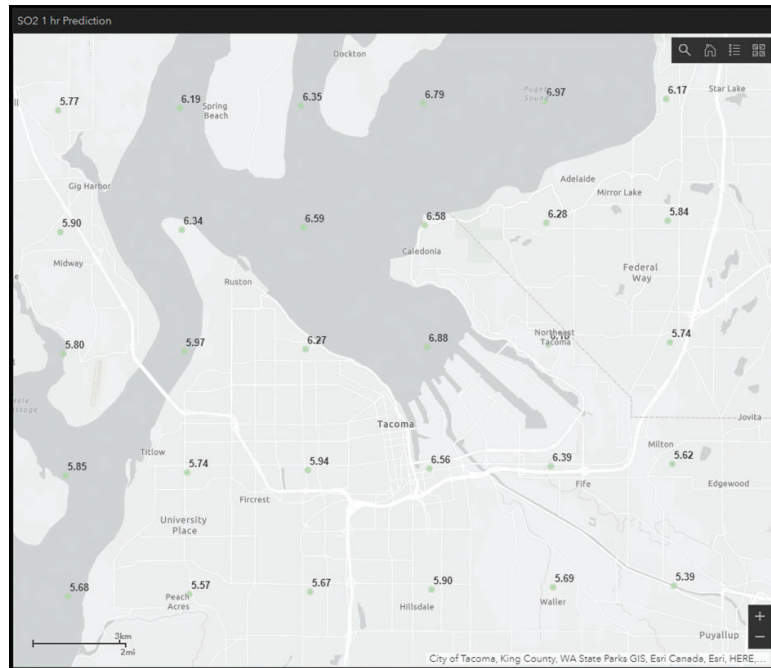 SO2 1 hr Prediction
Dockton
5.77
6.19
6.35
6.79
Puget
Sound
6.97
6.17
Star Lake
Spring
Beach
Gig Harbor
Adelaide
Mirror Lake
5.90
6.34
6.59
6.58
6.28
5.84
Midway
Caledonia
Federal
Way
Ruston
5.80
5.97
6.27
6.88
Northeast
Tacoma
5.74
Tacoma
Jovita
Titlow
Milton
5.85
5.74
5.94
6.56
6.39
5.62
Fircrest
Fife
Edgewood
University
Place
5.68
5.57
5.67
5.90
5.69
5.39
Peach
Acres
Hillsdale
Waller
Puyallup
3km
2mi
+
−
City of Tacoma, King County, WA State Parks GIS, Esri Canada, Esri, HERE,...